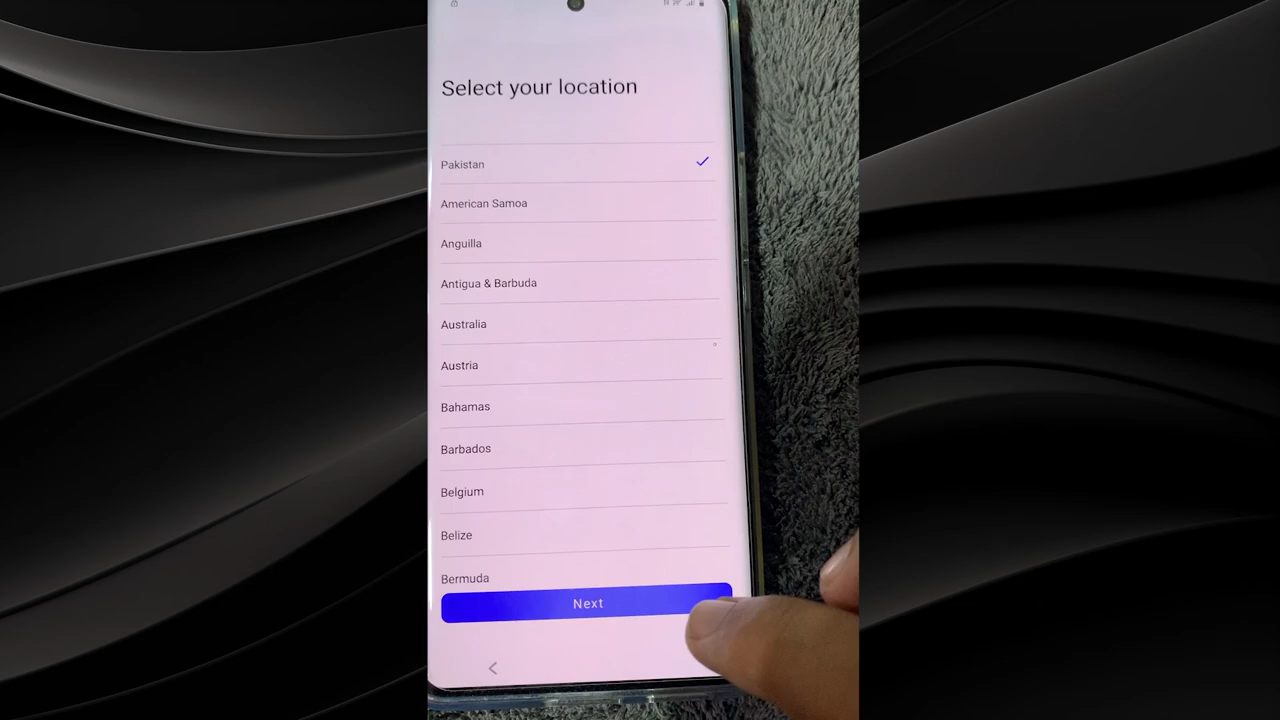 Select your location
Pakistan
American Samoa
Anguilla
Antigua & Barbuda
Australia
Austria
Bahamas
Barbados
Belgium
Belize
Bermuda
Next